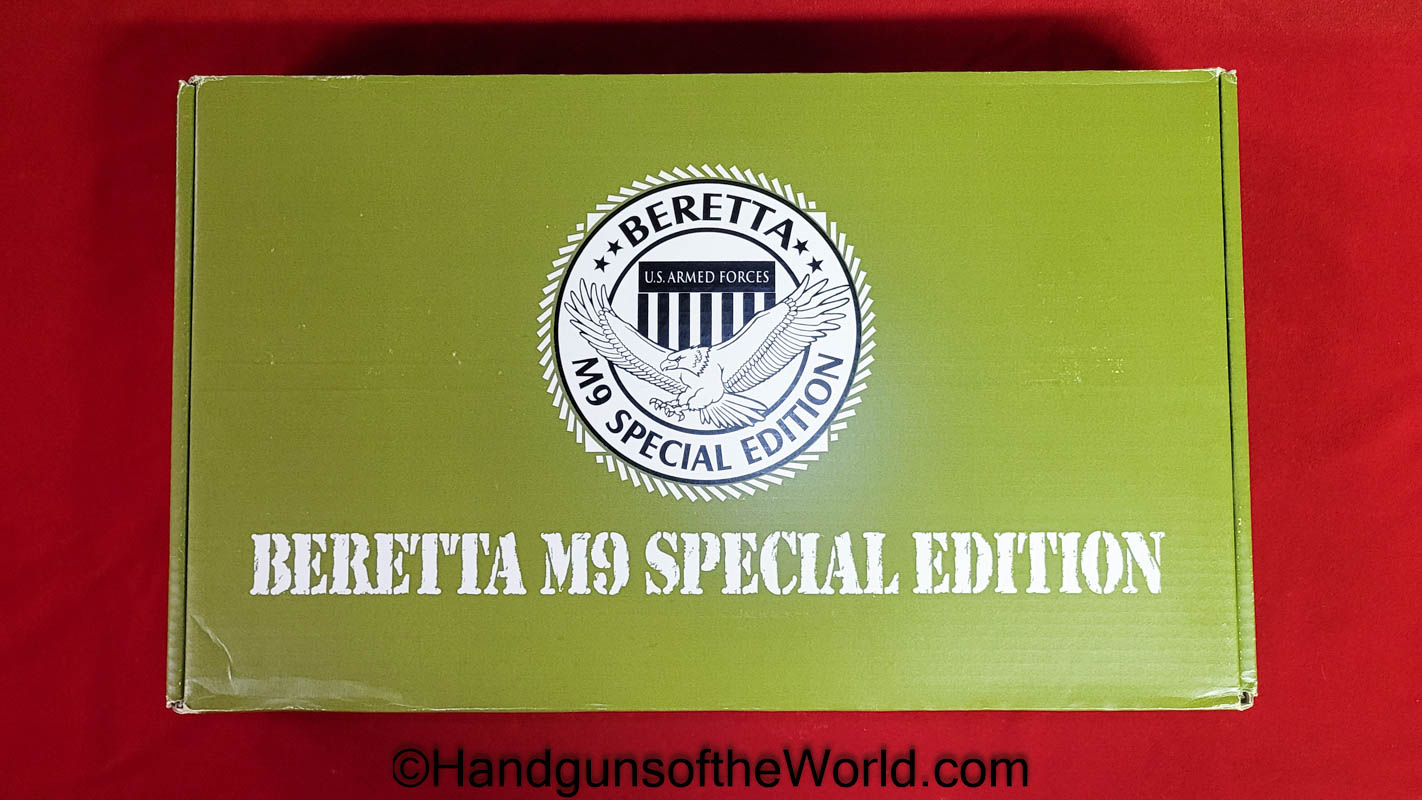 BERETTA
U.S. ARMED FORCES
M9 SPECIAL EDITION
BERETTA M9 SPECIAL EDITION
©HandgunsoftheWorld.com